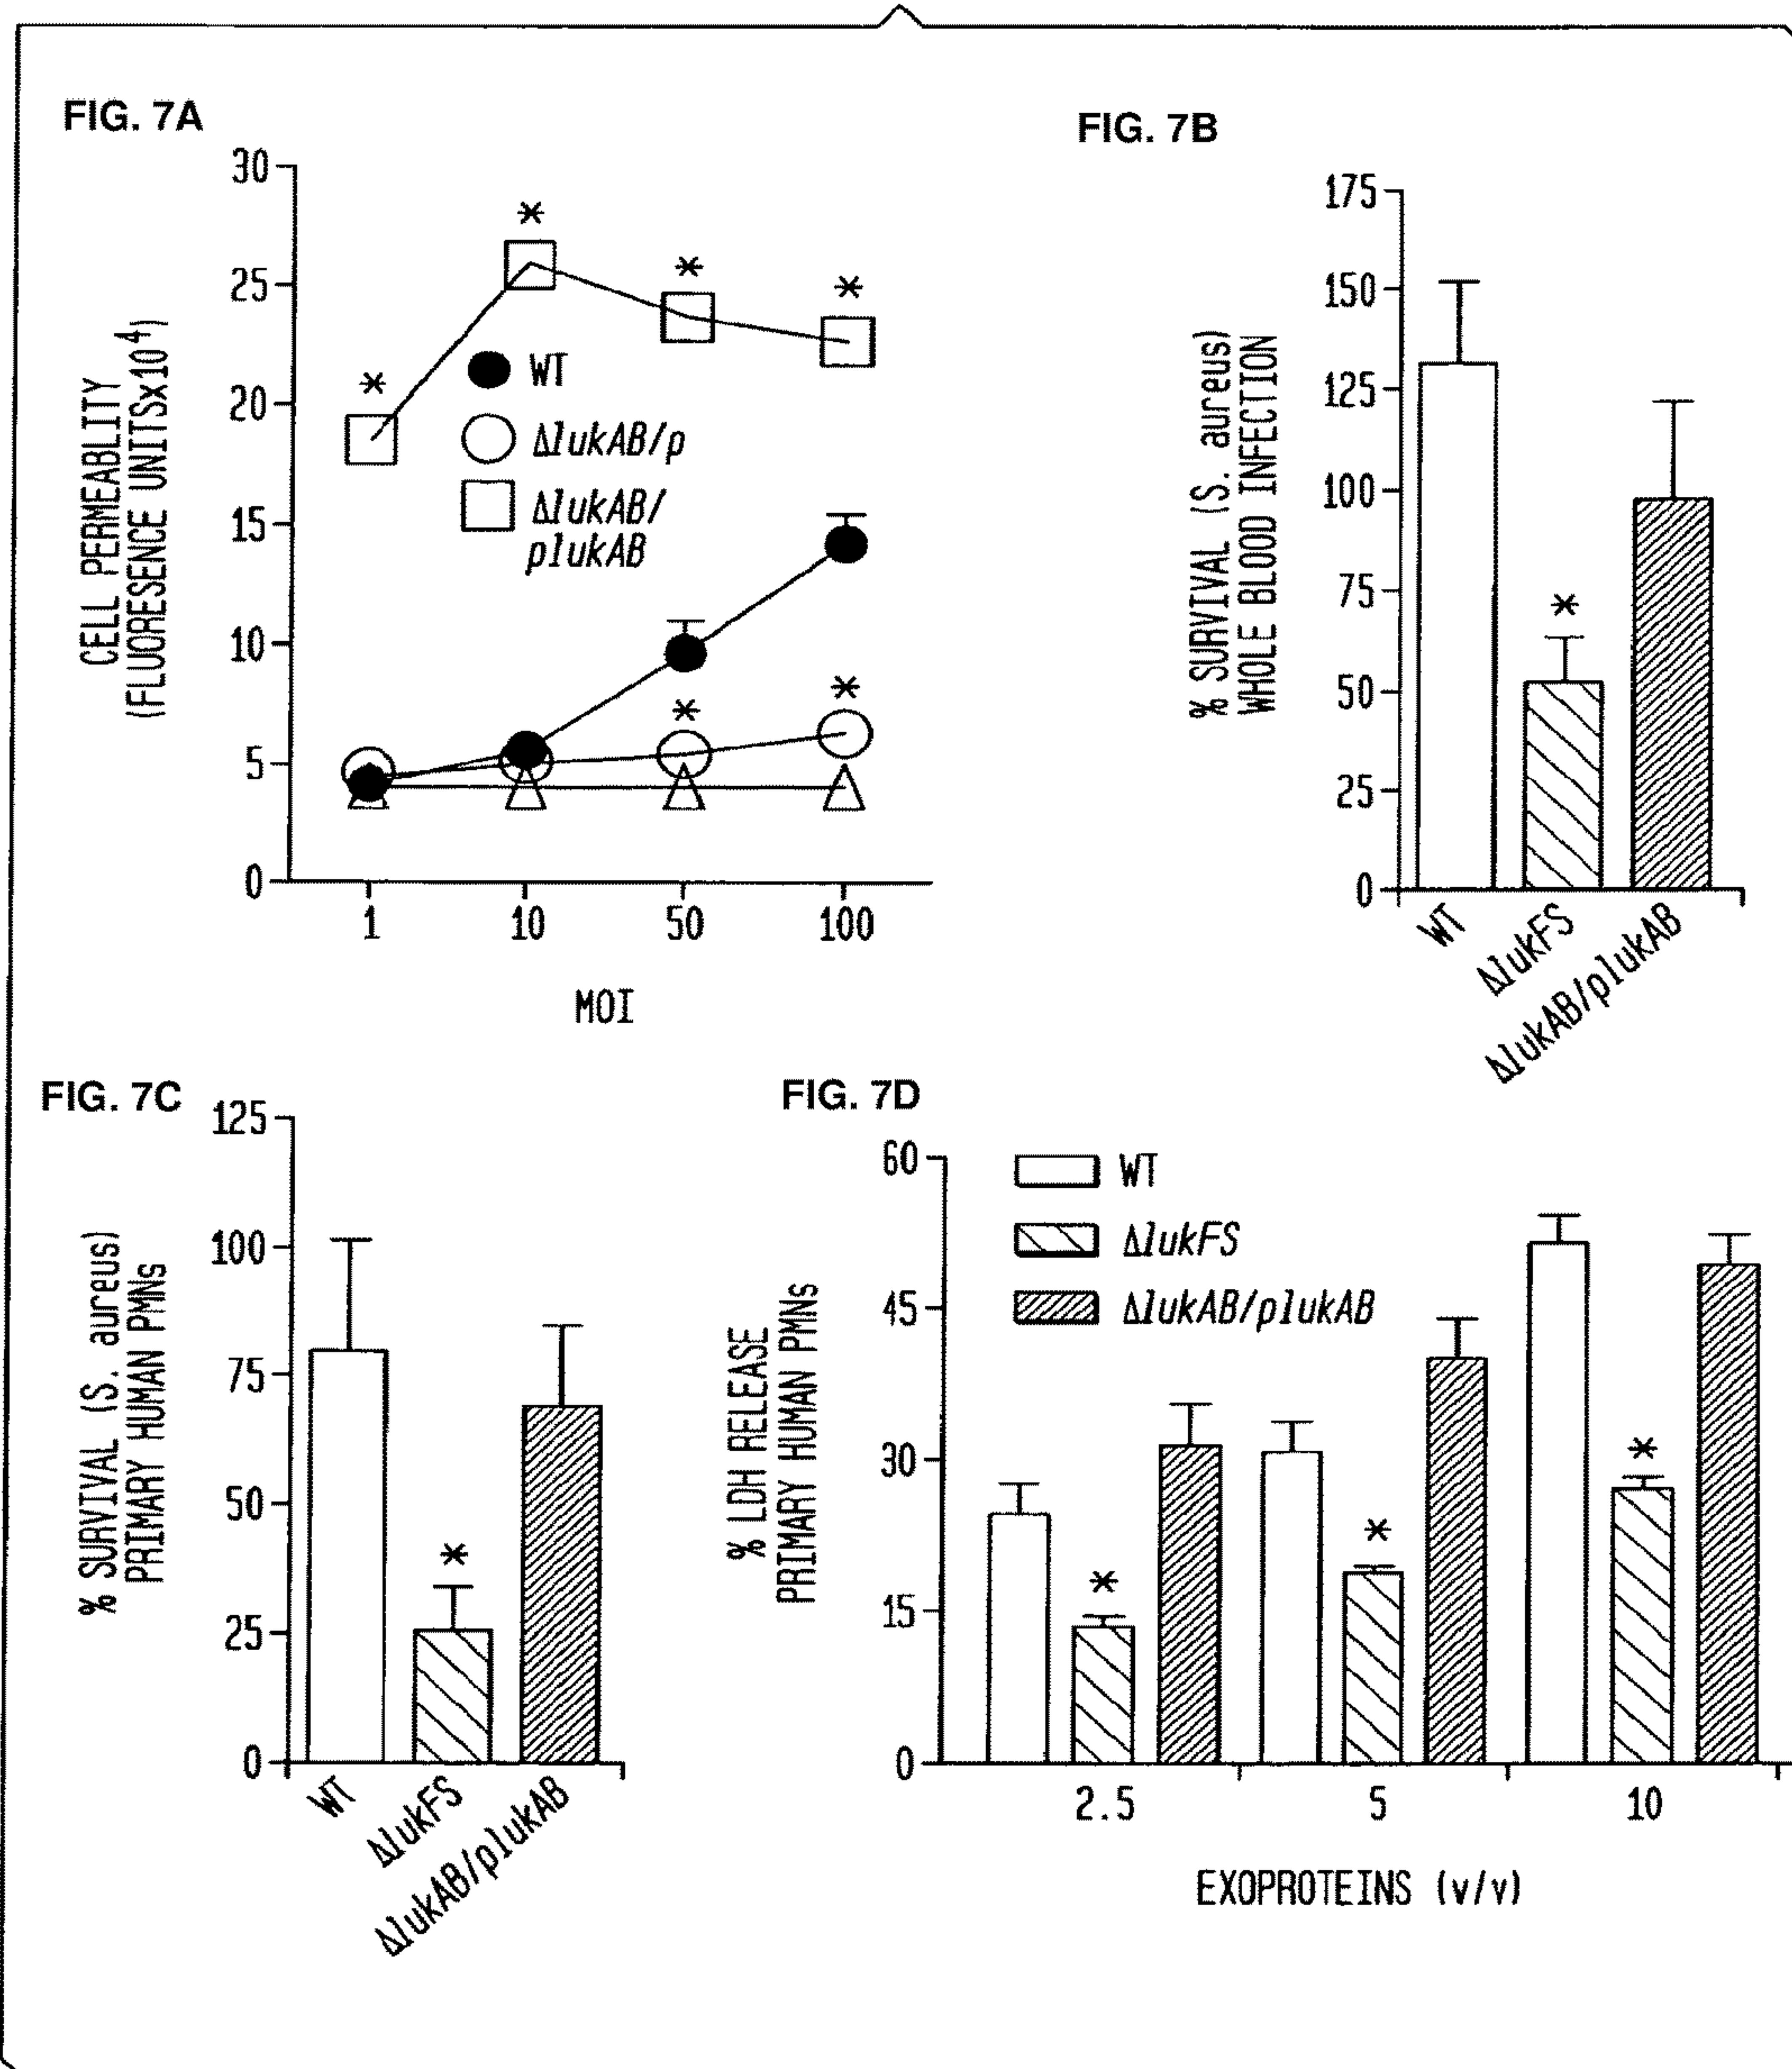 FIG. 7A
30
25
20
15
10
5
0
CELL PERMEABLITY
(FLUORESENCE UNITSx10⁴)
*
*
*
*
WT
ΔlukAB/p
ΔlukAB/
plukAB
*
*
1
10
50
100
MOI
FIG. 7B
175
150
125
100
75
50
25
0
% SURVIVAL (S. aureus)
WHOLE BLOOD INFECTION
*
WT
ΔlukFS
ΔlukAB/plukAB
FIG. 7C
125
100
75
50
25
0
% SURVIVAL (S. aureus)
PRIMARY HUMAN PMNs
*
WT
ΔlukFS
ΔlukAB/plukAB
FIG. 7D
60
45
30
15
0
% LDH RELEASE
PRIMARY HUMAN PMNs
WT
ΔlukFS
ΔlukAB/plukAB
*
*
*
2.5
5
10
EXOPROTEINS (v/v)